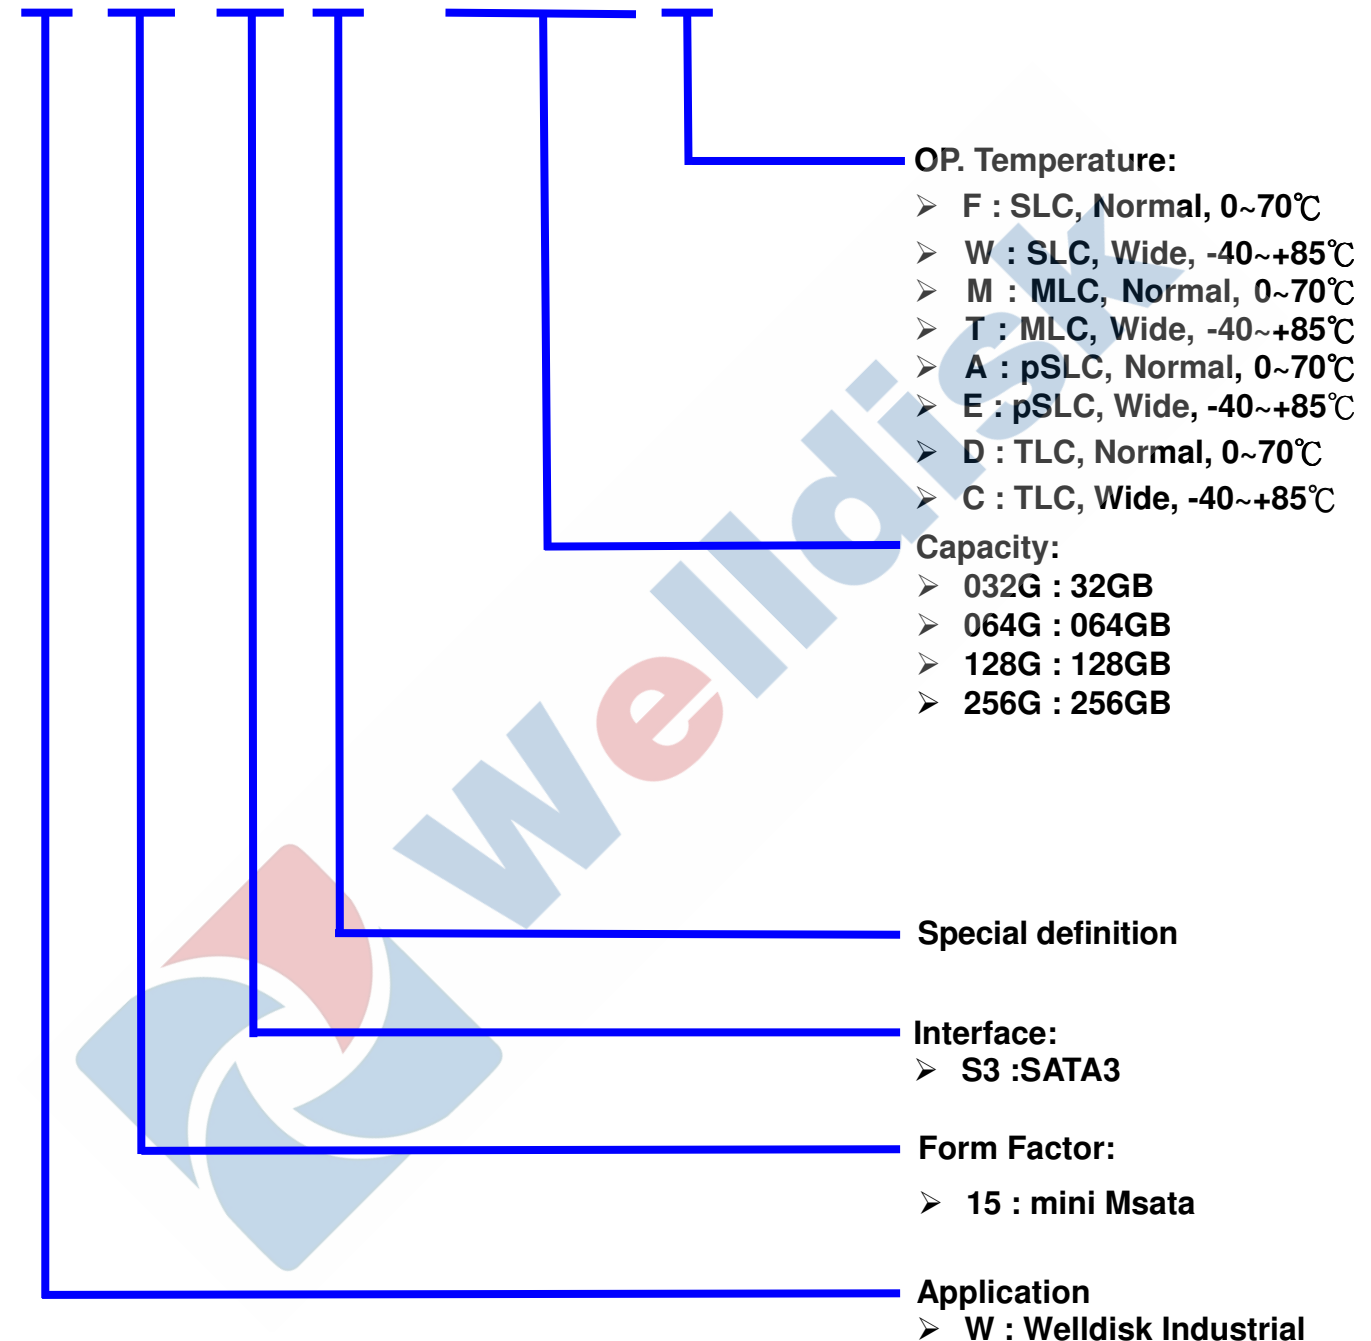 OP. Temperature:
➢ F : SLC, Normal, 0~70℃
➢ W : SLC, Wide, -40~+85℃
➢ M : MLC, Normal, 0~70℃
➢ T : MLC, Wide, -40~+85℃
➢ A : pSLC, Normal, 0~70℃
➢ E : pSLC, Wide, -40~+85℃
➢ D : TLC, Normal, 0~70℃
➢ C : TLC, Wide, -40~+85℃
Capacity:
➢ 032G : 32GB
➢ 064G : 064GB
➢ 128G : 128GB
➢ 256G : 256GB
welldisk
Special definition
Interface:
➢ S3 :SATA3
Form Factor:
➢ 15 : mini Msata
Application
➢ W : Welldisk Industrial